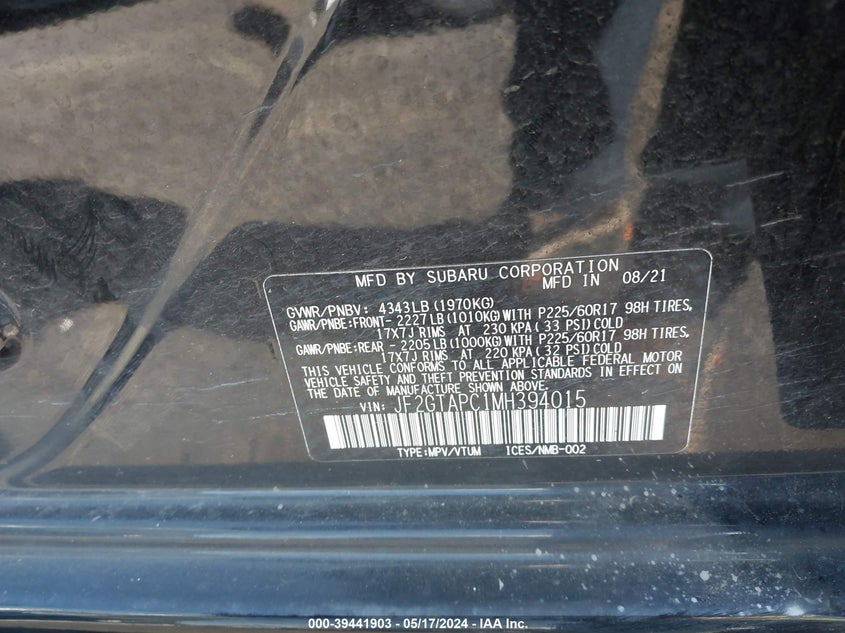 MFD BY SUBARU CORPORATION
MFD IN 08/21
GVWR/PNBV: 4343LB(1970KG)
GAWR/PNBE:FRONT- 2227LB(1010KG)WITH P225/60R17 98H TIRES,
17X7J RIMS AT 230 KPA(33 PSI)COLD
GAWR/PNBE:REAR - 2205LB(1000KG)WITH P225/60R17 98H TIRES,
17X7J RIMS AT 220 KPA(32 PSI)COLD
THIS VEHICLE CONFORMS TO ALL APPLICABLE FEDERAL MOTOR
VEHICLE SAFETY AND THEFT PREVENTION STANDARDS IN EFFECT ON
THE DATE OF MANUFACTURE SHOWN ABOVE.
VIN: JF2GTAPC1MH394015
TYPE:MPV/VTUM ICES/NMB-002
000-39441903 - 05/17/2024 - IAA Inc.